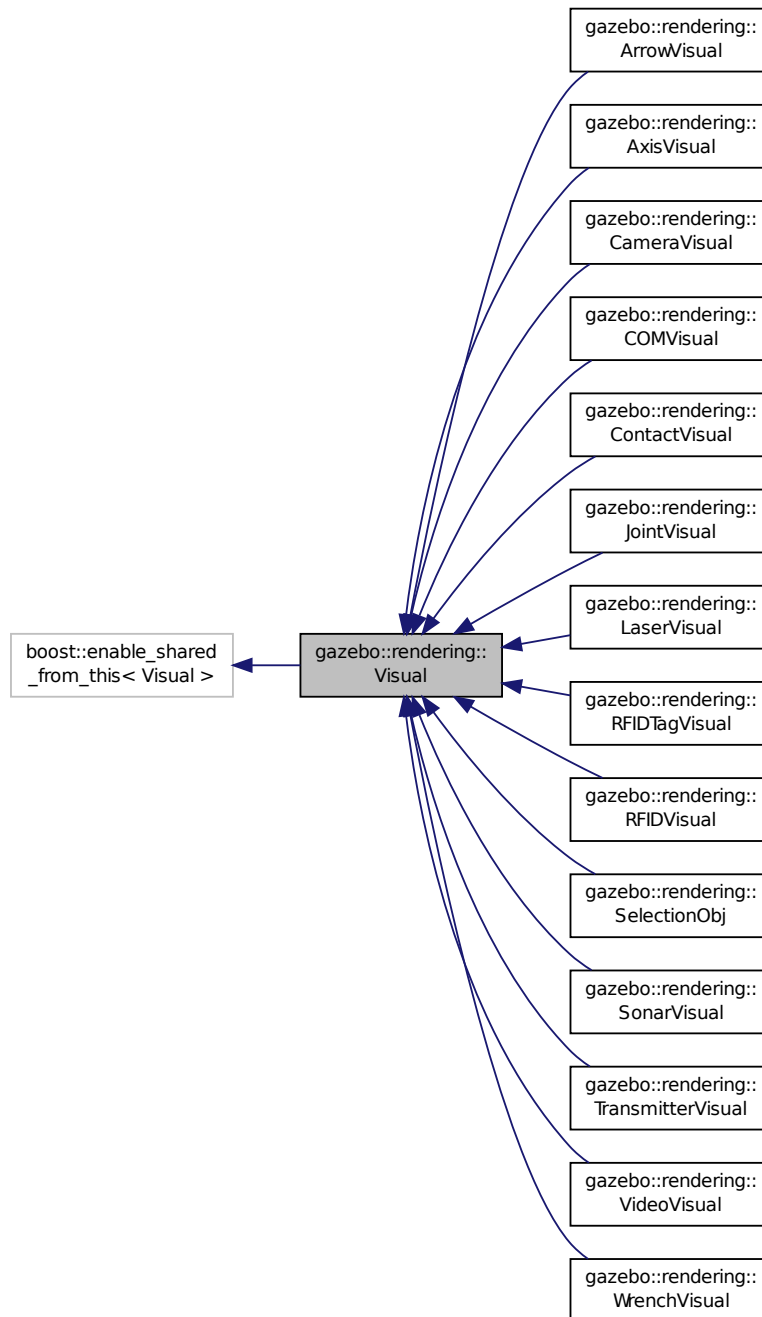 gazebo::rendering::
ArrowVisual
gazebo::rendering::
AxisVisual
gazebo::rendering::
CameraVisual
gazebo::rendering::
COMVisual
gazebo::rendering::
ContactVisual
gazebo::rendering::
JointVisual
gazebo::rendering::
LaserVisual
boost::enable_shared
_from_this< Visual >
gazebo::rendering::
Visual
gazebo::rendering::
RFIDTagVisual
gazebo::rendering::
RFIDVisual
gazebo::rendering::
SelectionObj
gazebo::rendering::
SonarVisual
gazebo::rendering::
TransmitterVisual
gazebo::rendering::
VideoVisual
gazebo::rendering::
WrenchVisual